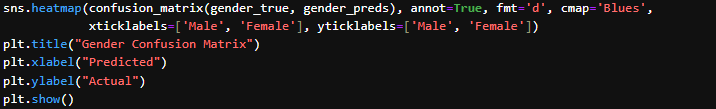 sns.heatmap(confusion_matrix(gender_true, gender_preds), annot=True, fmt='d', cmap='Blues',
            xticklabels=['Male', 'Female'], yticklabels=['Male', 'Female'])
plt.title("Gender Confusion Matrix")
plt.xlabel("Predicted")
plt.ylabel("Actual")
plt.show()